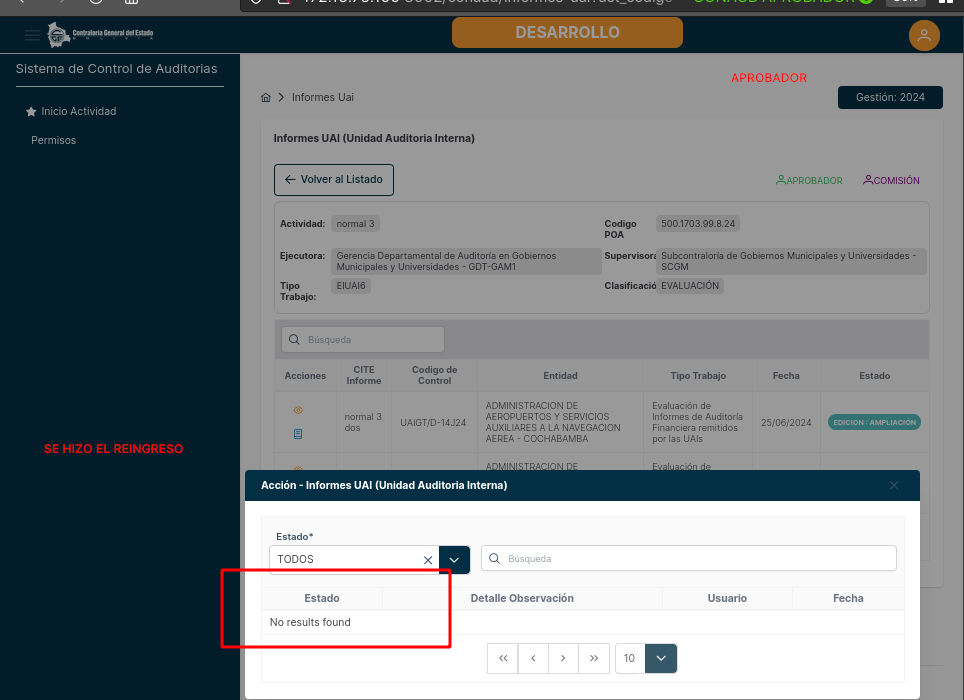 DESARROLLO
Contraloría General del Estado
BOLIVIA
Sistema de Control de Auditorias
Inicio Actividad
Permisos
SE HIZO EL REINGRESO
APROBADOR
Informes Uai
Gestión: 2024
Informes UAI (Unidad Auditoria Interna)
Volver al Listado
APROBADOR
COMISIÓN
Actividad: normal 3
Codigo POA 500.1703.99.8.24
Ejecutora: Gerencia Departamental de Auditoría en Gobiernos
Municipales y Universidades - GDT-GAM1
Supervisora Subcontraloría de Gobiernos Municipales y Universidades -
SCGM
Tipo
Trabajo: EIUAI6
Clasificació EVALUACIÓN
Búsqueda
Acciones
CITE
Informe
Codigo de
Control
Entidad
Tipo Trabajo
Fecha
Estado
normal 3
dos
UAIGT/D-14J24
ADMINISTRACION DE
AEROPUERTOS Y SERVICIOS
AUXILIARES A LA NAVEGACION
AEREA - COCHABAMBA
Evaluación de
Informes de Auditoría
Financiera remitidos
por las UAIs
25/06/2024
EDICION : AMPLIACIÓN
ADMINISTRACION DE
Evaluación de
Acción - Informes UAI (Unidad Auditoria Interna)
Estado*
TODOS
Búsqueda
Estado
Detalle Observación
Usuario
Fecha
No results found
10